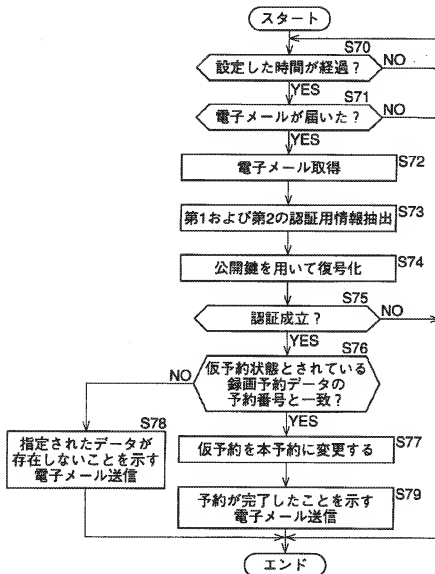 スタート
S70
設定した時間が経過?
NO
YES
S71
電子メールが届いた?
NO
YES
S72
電子メール取得
S73
第1および第2の認証用情報抽出
S74
公開鍵を用いて復号化
S75
認証成立?
NO
YES
S76
仮予約状態とされている
録画予約データの
予約番号と一致?
NO
YES
S78
指定されたデータが
存在しないことを示す
電子メール送信
S77
仮予約を本予約に変更する
S79
予約が完了したことを示す
電子メール送信
エンド